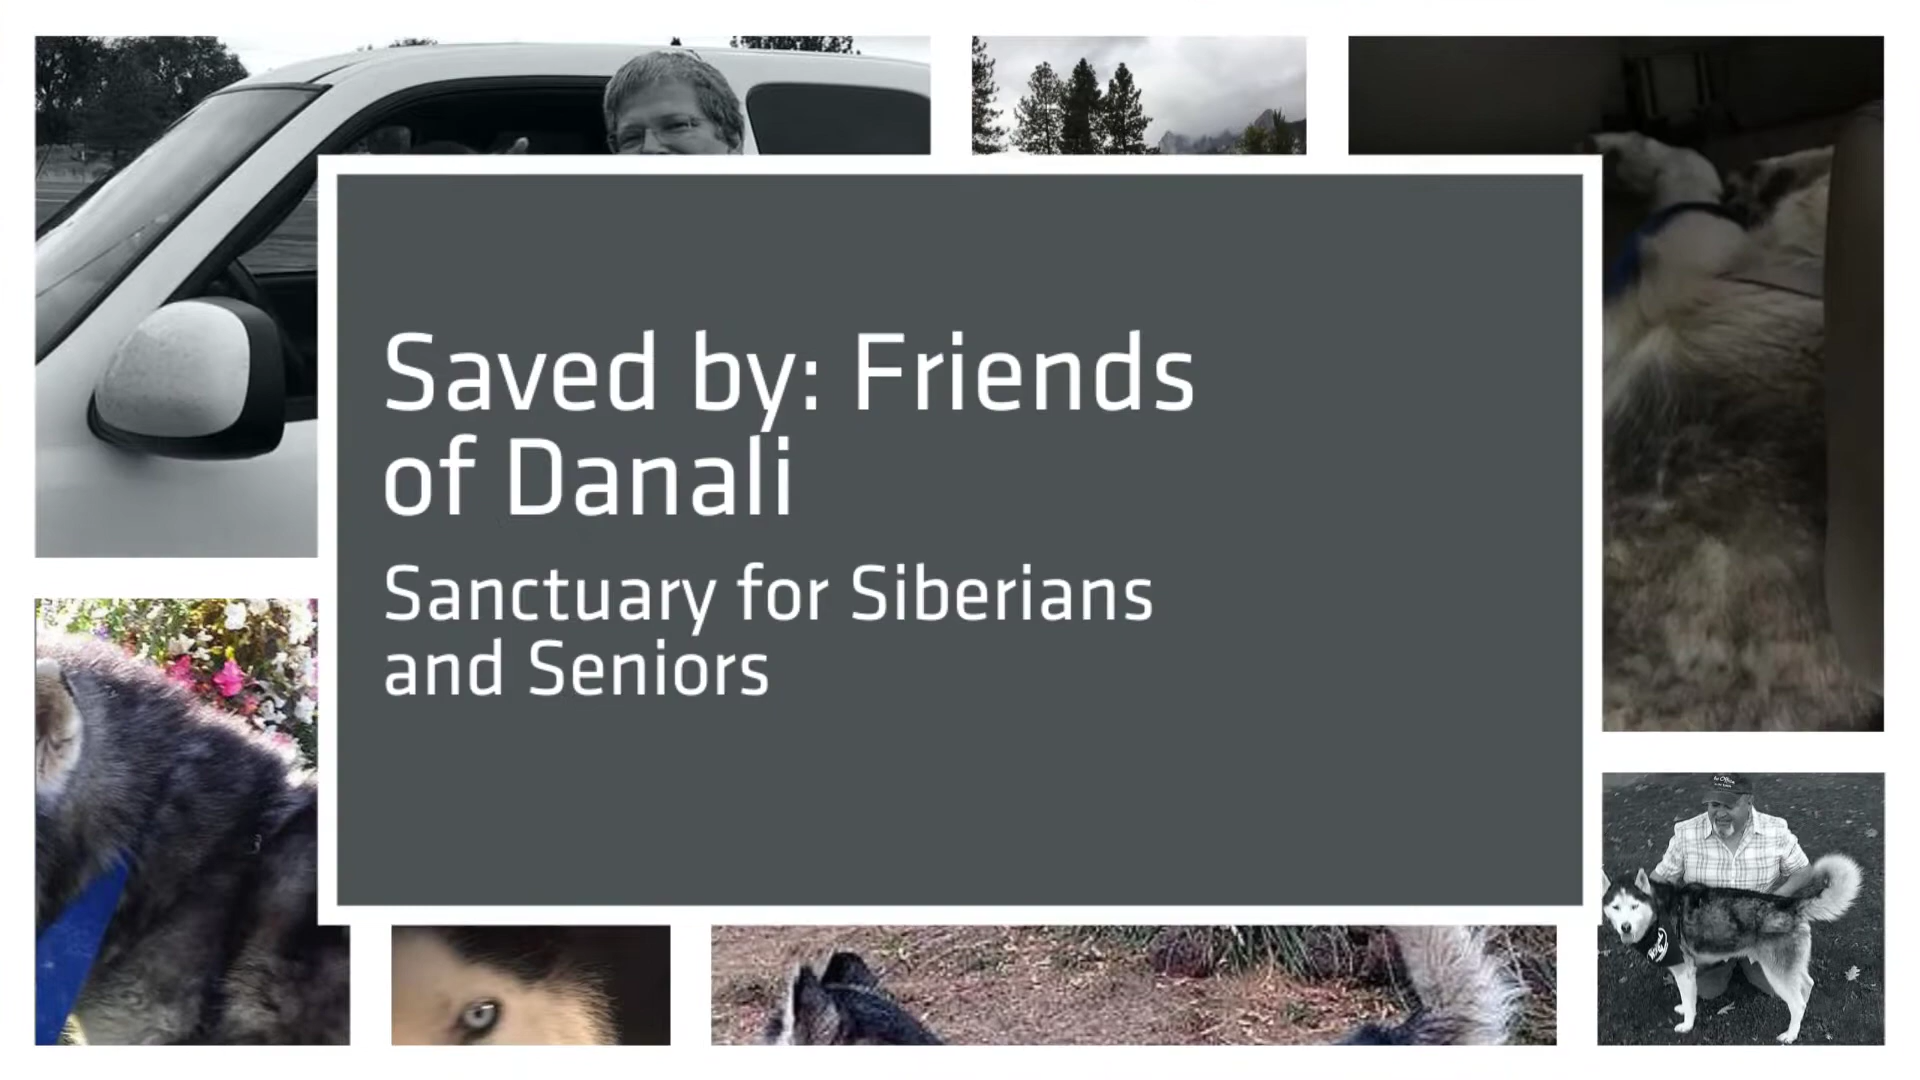 Saved by: Friends
of Danali
Sanctuary for Siberians
and Seniors